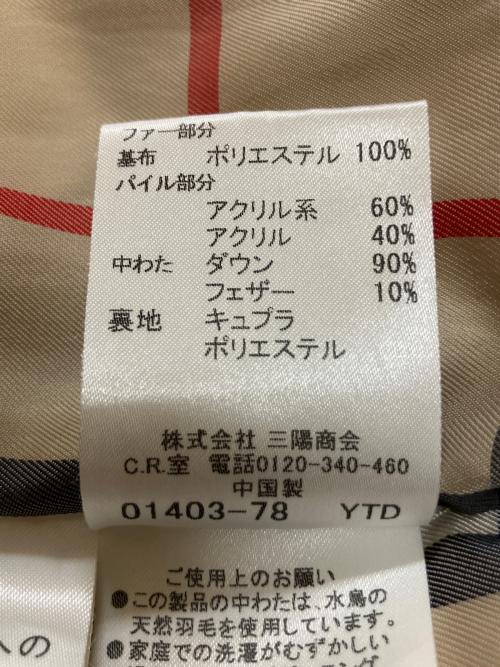 ファー部分
基布 ポリエステル 100%
パイル部分
アクリル系 60%
アクリル 40%
中わた ダウン 90%
フェザー 10%
裏地 キュプラ
ポリエステル
株式会社 三陽商会
C.R.室 電話0120-340-460
中国製
01403-78 YTD
ご使用上のお願い
●この製品の中わたは、水鳥の
天然羽毛を使用しています。
●家庭での洗濯がむずかしい
への